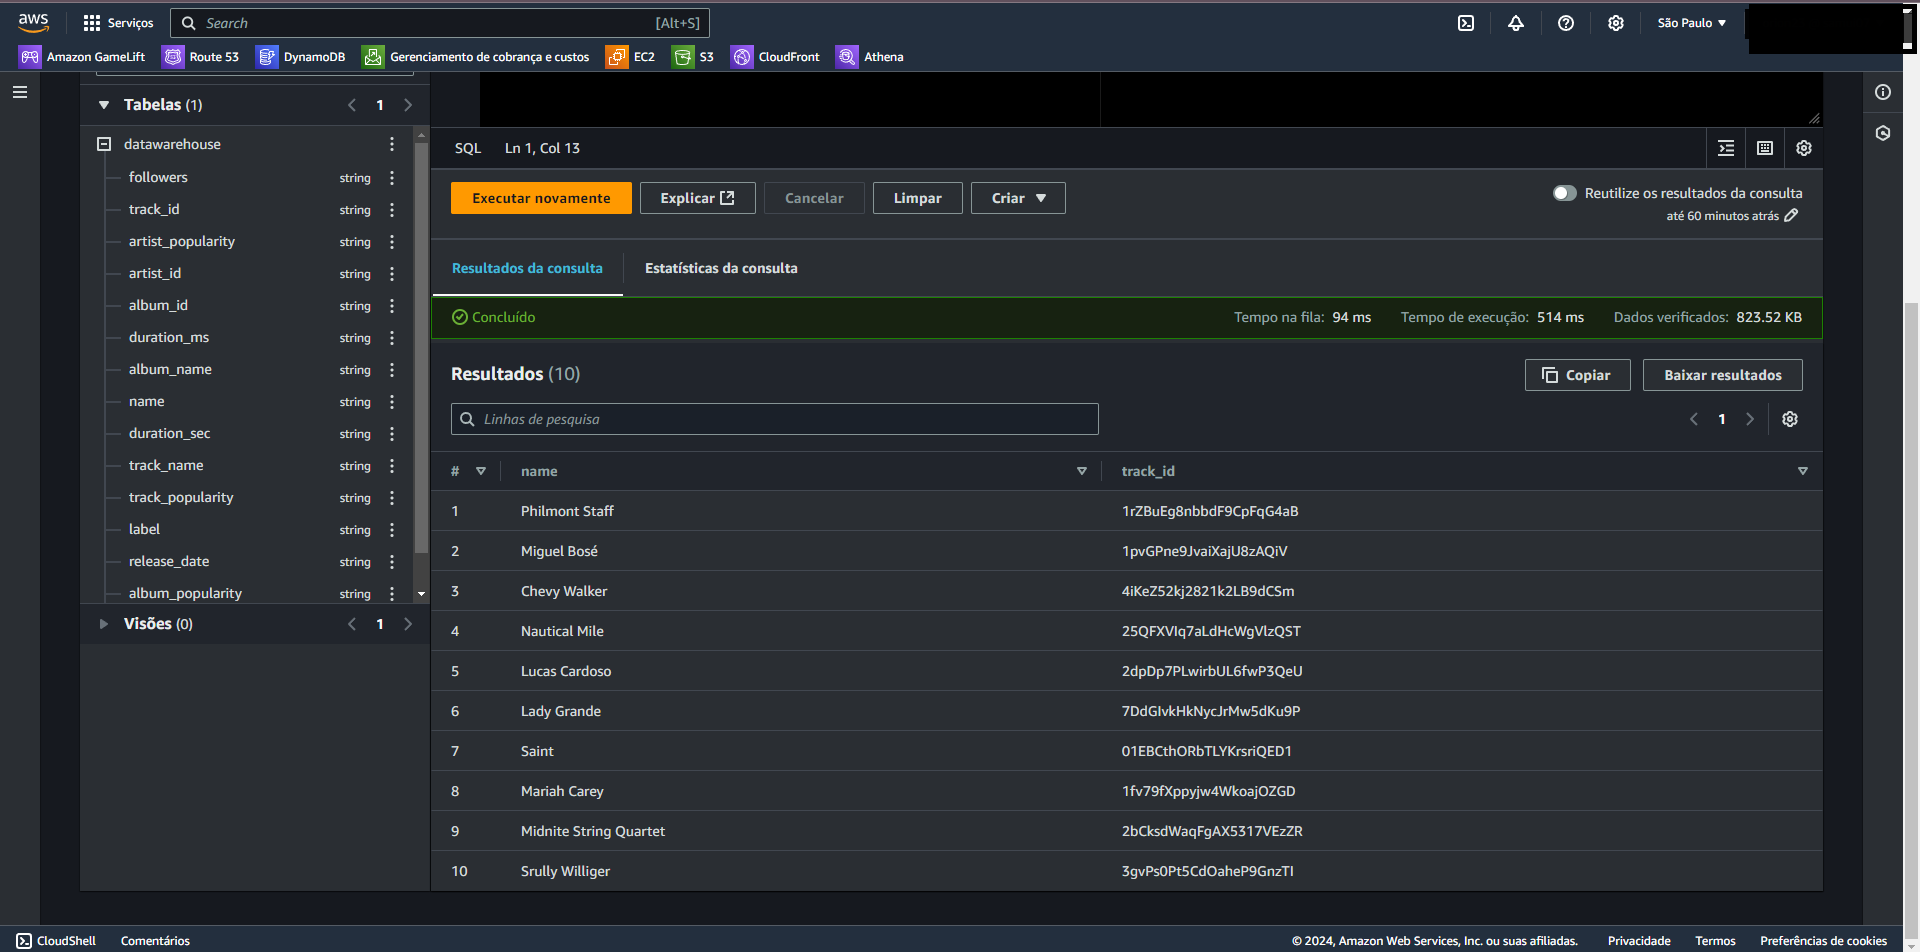 aws
Serviços
Search
[Alt+S]
São Paulo
Amazon GameLift
Route 53
DynamoDB
Gerenciamento de cobrança e custos
EC2
S3
CloudFront
Athena
Tabelas (1)
1
datawarehouse
followers string
track_id string
artist_popularity string
artist_id string
album_id string
duration_ms string
album_name string
name string
duration_sec string
track_name string
track_popularity string
label string
release_date string
album_popularity string
Visões (0)
1
SQL
Ln 1, Col 13
Executar novamente
Explicar
Cancelar
Limpar
Criar
Reutilize os resultados da consulta
até 60 minutos atrás
Resultados da consulta
Estatísticas da consulta
Concluído
Tempo na fila: 94 ms
Tempo de execução: 514 ms
Dados verificados: 823.52 KB
Resultados (10)
Copiar
Baixar resultados
Linhas de pesquisa
1
# name track_id
1 Philmont Staff 1rZBuEg8nbbdF9CpFqG4aB
2 Miguel Bosé 1pvGPne9JvaiXajU8zAQiV
3 Chevy Walker 4iKeZ52kj2821k2LB9dCSm
4 Nautical Mile 25QFXVIq7aLdHcWgVlzQST
5 Lucas Cardoso 2dpDp7PLwirbUL6fwP3QeU
6 Lady Grande 7DdGIvkHkNycJrMw5dKu9P
7 Saint 01EBCthORbTLYKrsriQED1
8 Mariah Carey 1fv79fXppyjw4WkoajOZGD
9 Midnite String Quartet 2bCksdWaqFgAX5317VEzZR
10 Srully Williger 3gvPs0Pt5CdOaheP9GnzTI
CloudShell
Comentários
© 2024, Amazon Web Services, Inc. ou suas afiliadas.
Privacidade
Termos
Preferências de cookies